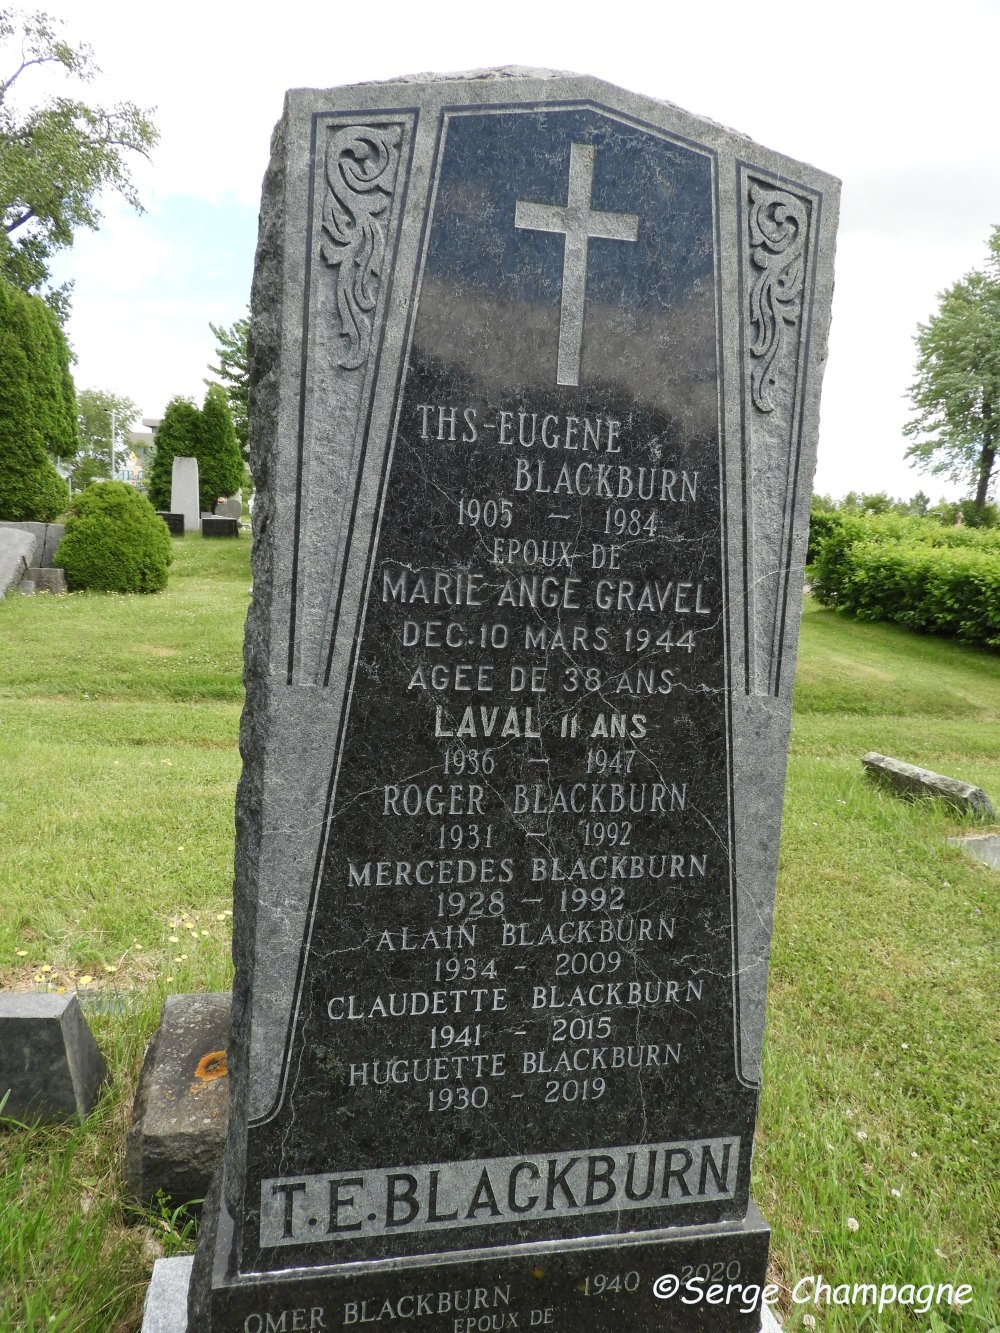 THS-EUGENE
BLACKBURN
1905 — 1984
EPOUX DE
MARIE ANGE GRAVEL
DEC. 10 MARS 1944
AGEE DE 38 ANS
LAVAL 11 ANS
1936 – 1947
ROGER BLACKBURN
1931 – 1992
MERCEDES BLACKBURN
1928 – 1992
ALAIN BLACKBURN
1934 - 2009
CLAUDETTE BLACKBURN
1941 - 2015
HUGUETTE BLACKBURN
1930 - 2019
T.E. BLACKBURN
OMER BLACKBURN 1940 2020
EPOUX DE
©Serge Champagne